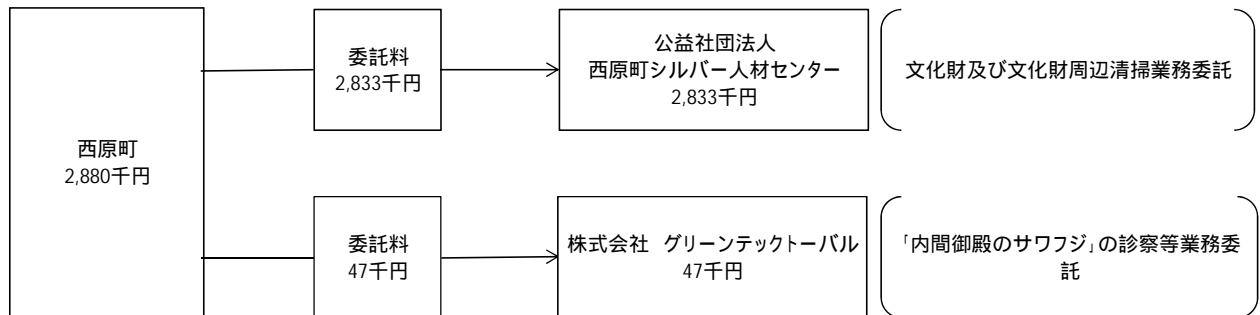 西原町
2,880千円
委託料
2,833千円
公益社団法人
西原町シルバー人材センター
2,833千円
文化財及び文化財周辺清掃業務委託
委託料
47千円
株式会社 グリーンテックトーバル
47千円
「内間御殿のサワフジ」の診察等業務委
託